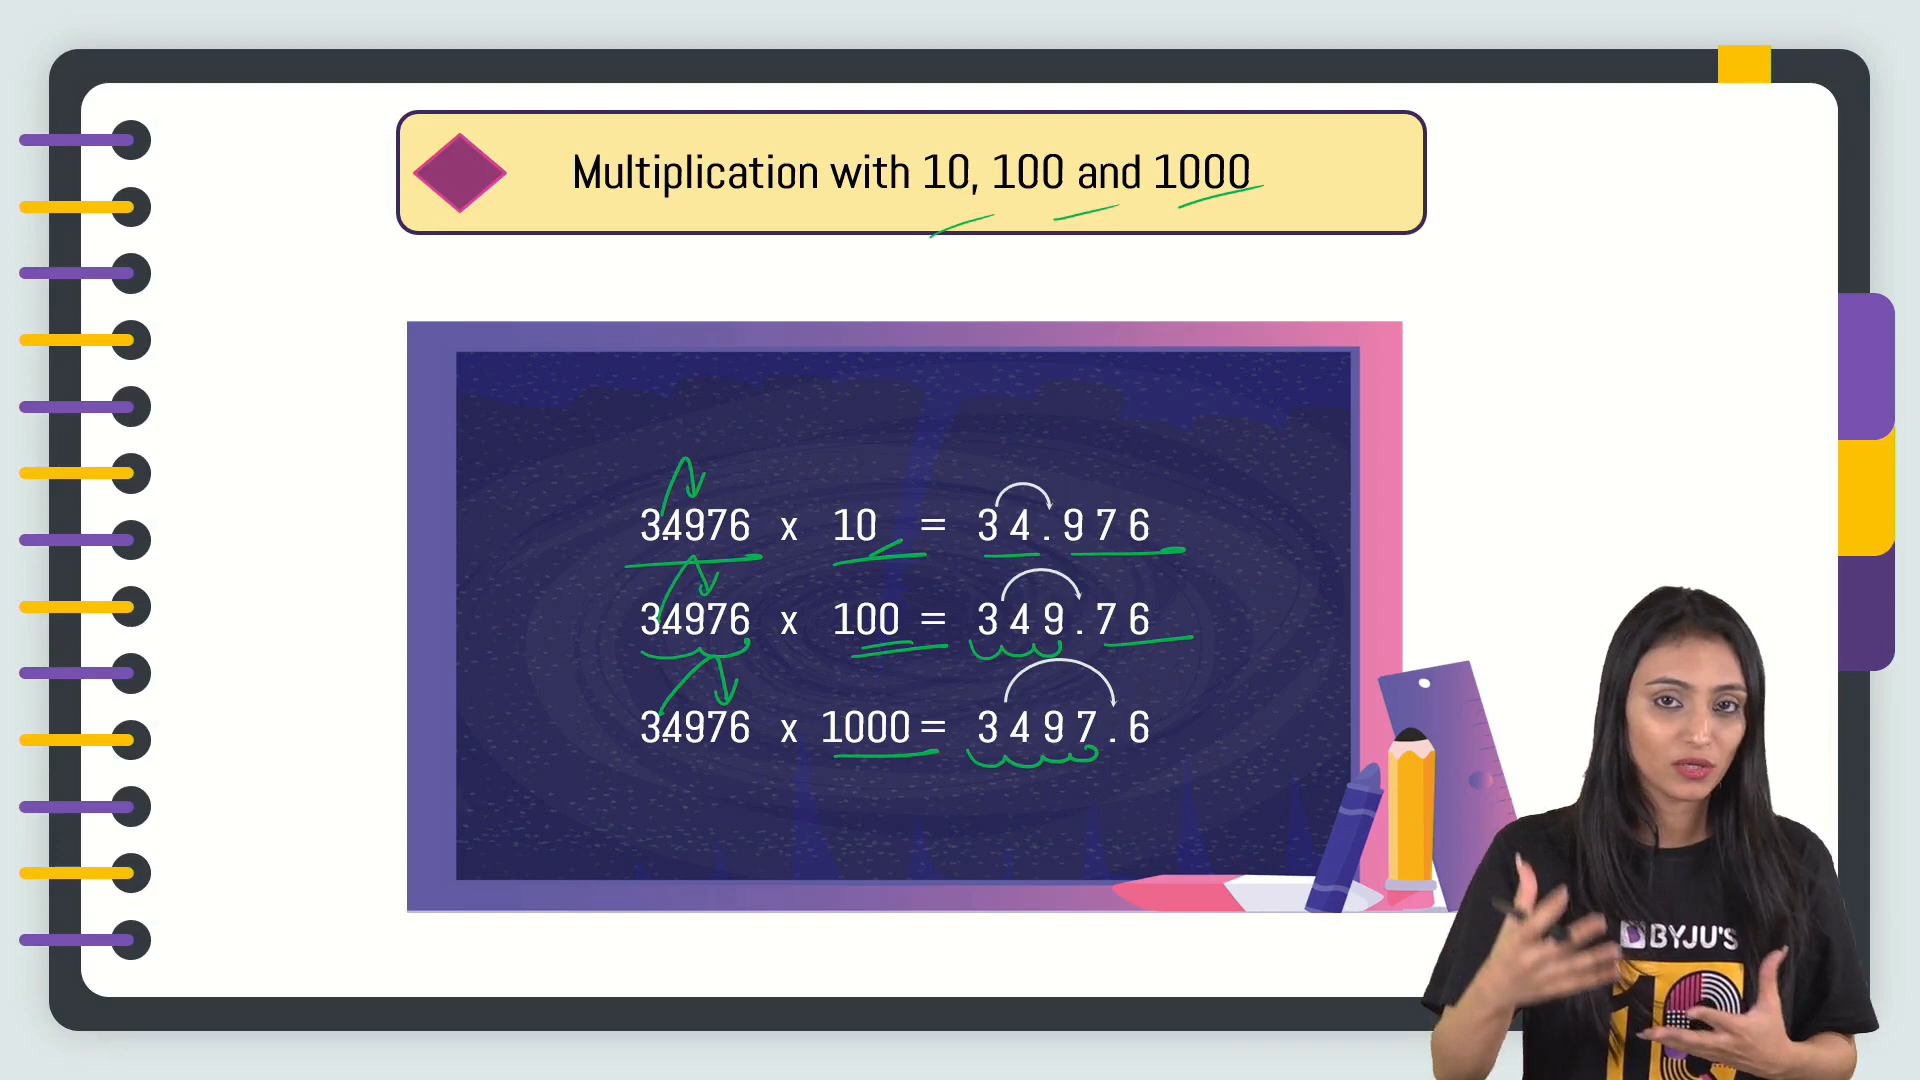 Multiplication with 10, 100 and 1000
3.4976 x 10 = 34.976
3.4976 x 100 = 349.76
3.4976 x 1000 = 3497.6
BYJU'S
10